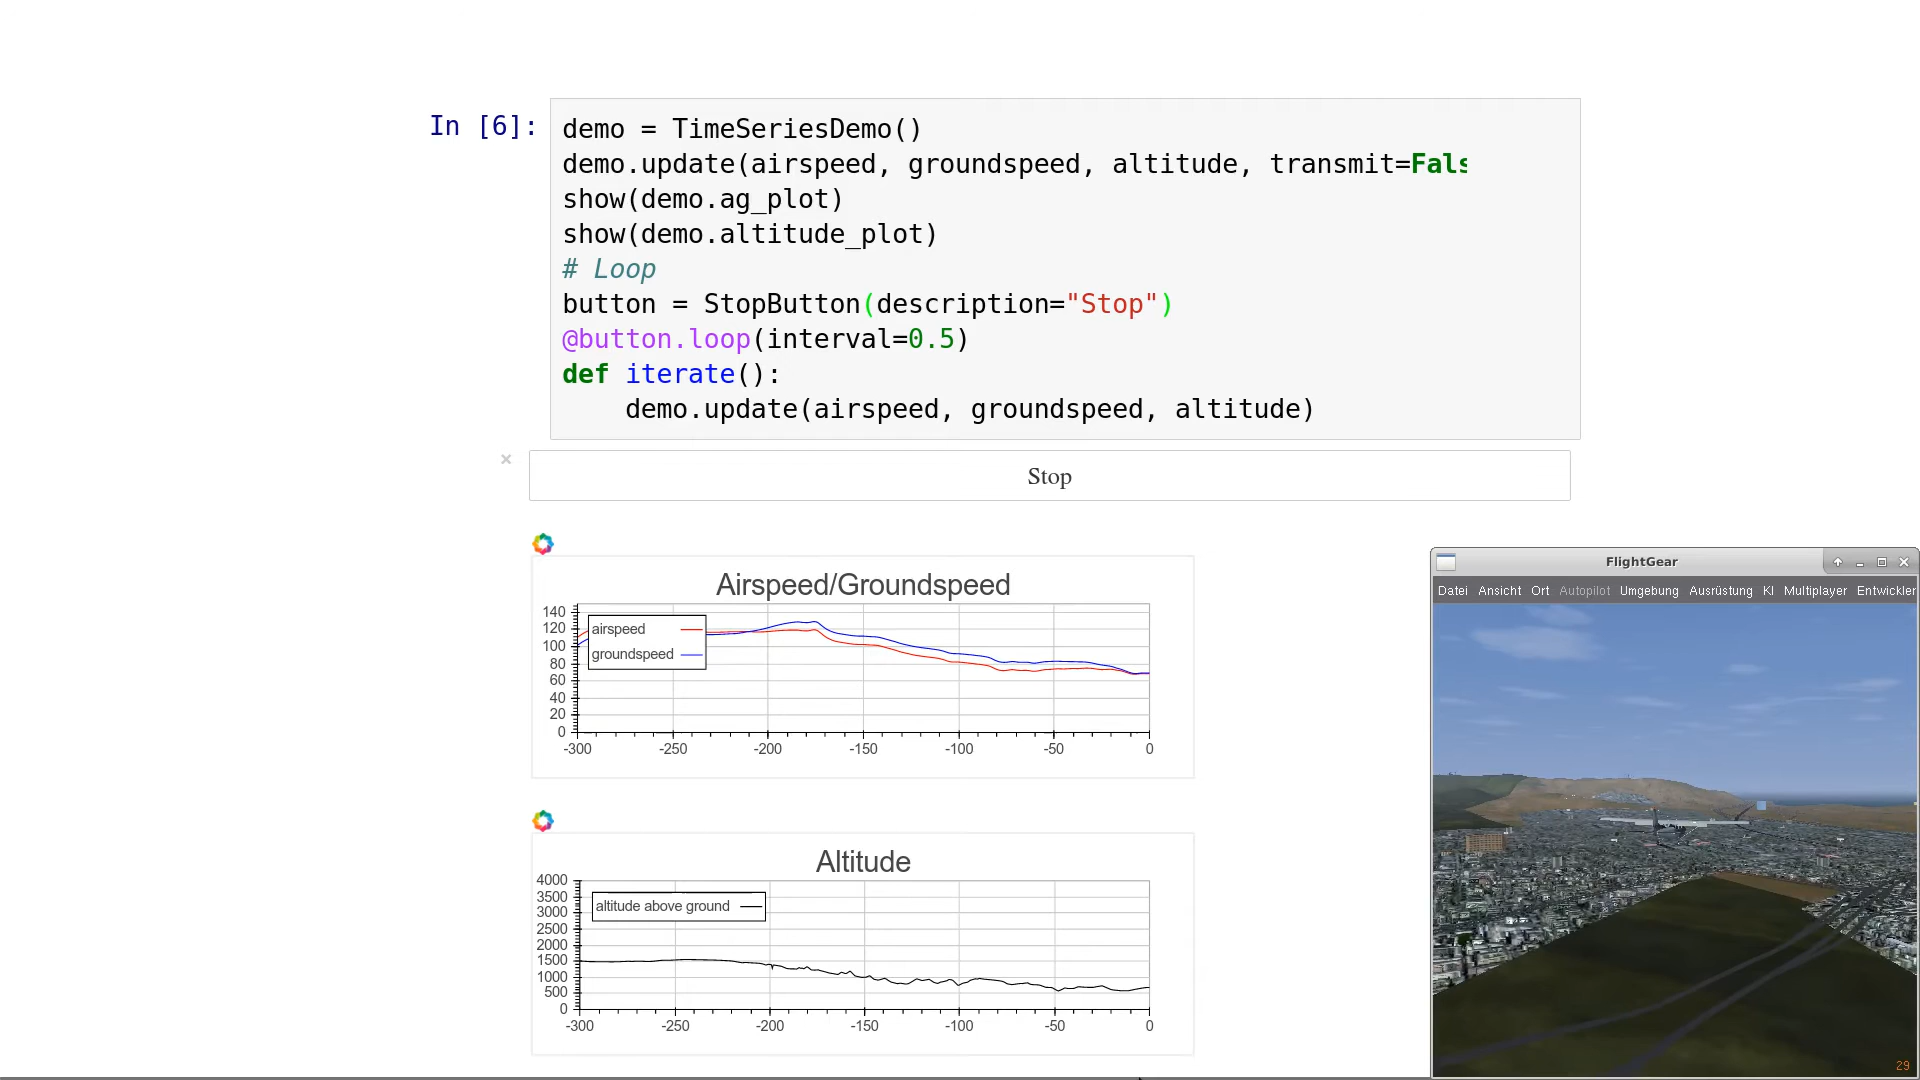 In [6]:
demo = TimeSeriesDemo()
demo.update(airspeed, groundspeed, altitude, transmit=Fals
show(demo.ag_plot)
show(demo.altitude_plot)
# Loop
button = StopButton(description="Stop")
@button.loop(interval=0.5)
def iterate():
    demo.update(airspeed, groundspeed, altitude)
×
Stop
Airspeed/Groundspeed
140
120
100
80
60
40
20
0
airspeed
groundspeed
-300 -250 -200 -150 -100 -50 0
Altitude
4000
3500
3000
2500
2000
1500
1000
500
0
altitude above ground
-300 -250 -200 -150 -100 -50 0
FlightGear
Datei Ansicht Ort Autopilot Umgebung Ausrüstung KI Multiplayer Entwickler
29